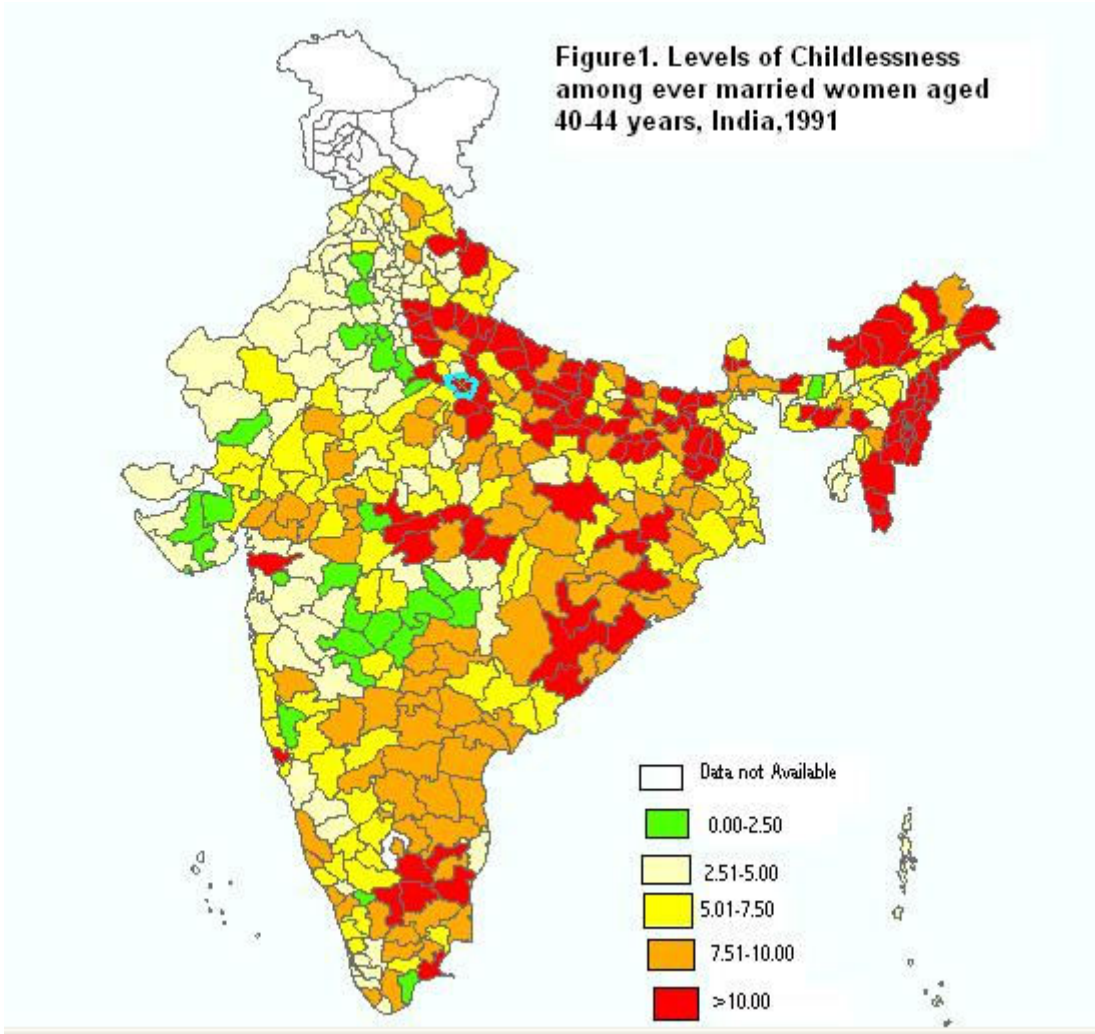 Figure1. Levels of Childlessness
among ever married women aged
40-44 years, India,1991
Data not Available
0.00-2.50
2.51-5.00
5.01-7.50
7.51-10.00
>10.00